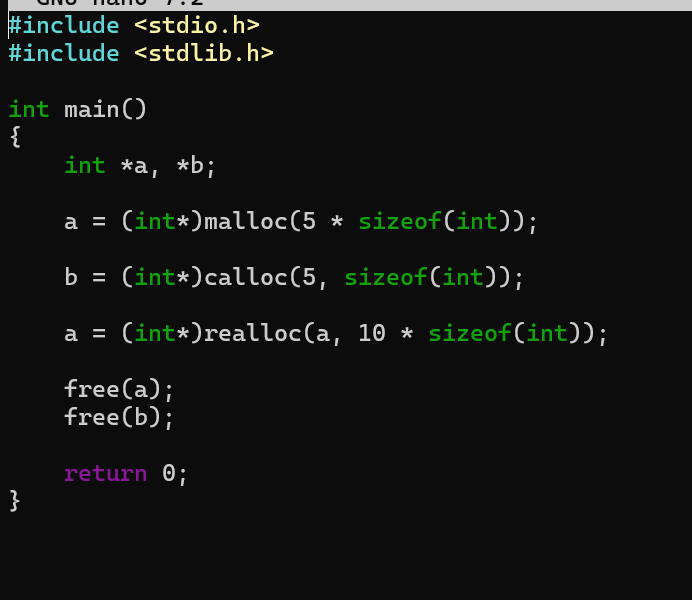 GNU nano 7.2
#include <stdio.h>
#include <stdlib.h>

int main()
{
    int *a, *b;

    a = (int*)malloc(5 * sizeof(int));

    b = (int*)calloc(5, sizeof(int));

    a = (int*)realloc(a, 10 * sizeof(int));

    free(a);
    free(b);

    return 0;
}